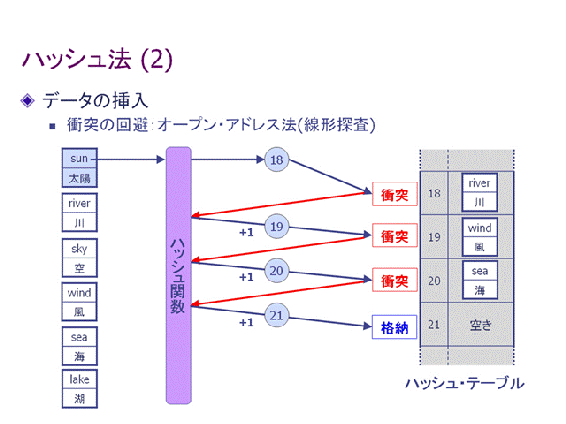 ハッシュ法 (2)
データの挿入
衝突の回避：オープン・アドレス法(線形探査)
sun
太陽
river
川
sky
空
wind
風
sea
海
lake
湖
ハッシュ関数
18
+1
19
+1
20
+1
21
衝突
衝突
衝突
格納
18
river
川
19
wind
風
20
sea
海
21
空き
ハッシュ・テーブル